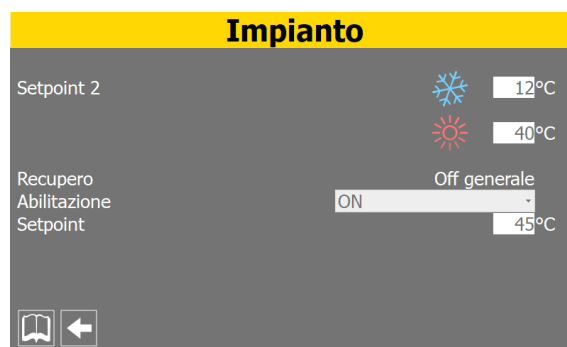 Impianto
Setpoint 2 12°C
40°C
Recupero Off generale
Abilitazione ON
Setpoint 45°C